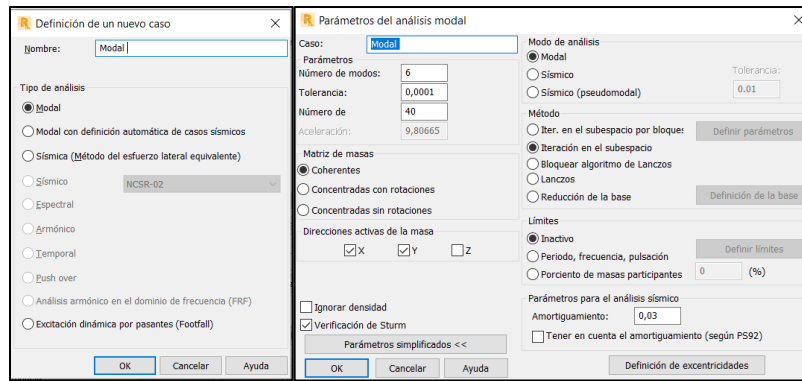 Definición de un nuevo caso
Nombre: Modal
Tipo de análisis
Modal
Modal con definición automática de casos sísmicos
Sísmica (Método del esfuerzo lateral equivalente)
Sísmico NCSR-02
Espectral
Armónico
Temporal
Push over
Análisis armónico en el dominio de frecuencia (FRF)
Excitación dinámica por pasantes (Footfall)
OK Cancelar Ayuda
Parámetros del análisis modal
Caso: Modal
Parámetros
Número de modos: 6
Tolerancia: 0,0001
Número de 40
Aceleración: 9,80665
Matriz de masas
Coherentes
Concentradas con rotaciones
Concentradas sin rotaciones
Direcciones activas de la masa
X Y Z
Ignorar densidad
Verificación de Sturm
Parámetros simplificados <<
OK Cancelar Ayuda
Modo de análisis
Modal
Sísmico Tolerancia:
Sísmico (pseudomodal) 0.01
Método
Iter. en el subespacio por bloques Definir parámetros
Iteración en el subespacio
Bloquear algoritmo de Lanczos
Lanczos
Reducción de la base Definición de la base
Límites
Inactivo
Periodo, frecuencia, pulsación Definir límites
Porciento de masas participantes 0 (%)
Parámetros para el análisis sísmico
Amortiguamiento: 0,03
Tener en cuenta el amortiguamiento (según PS92)
Definición de excentricidades